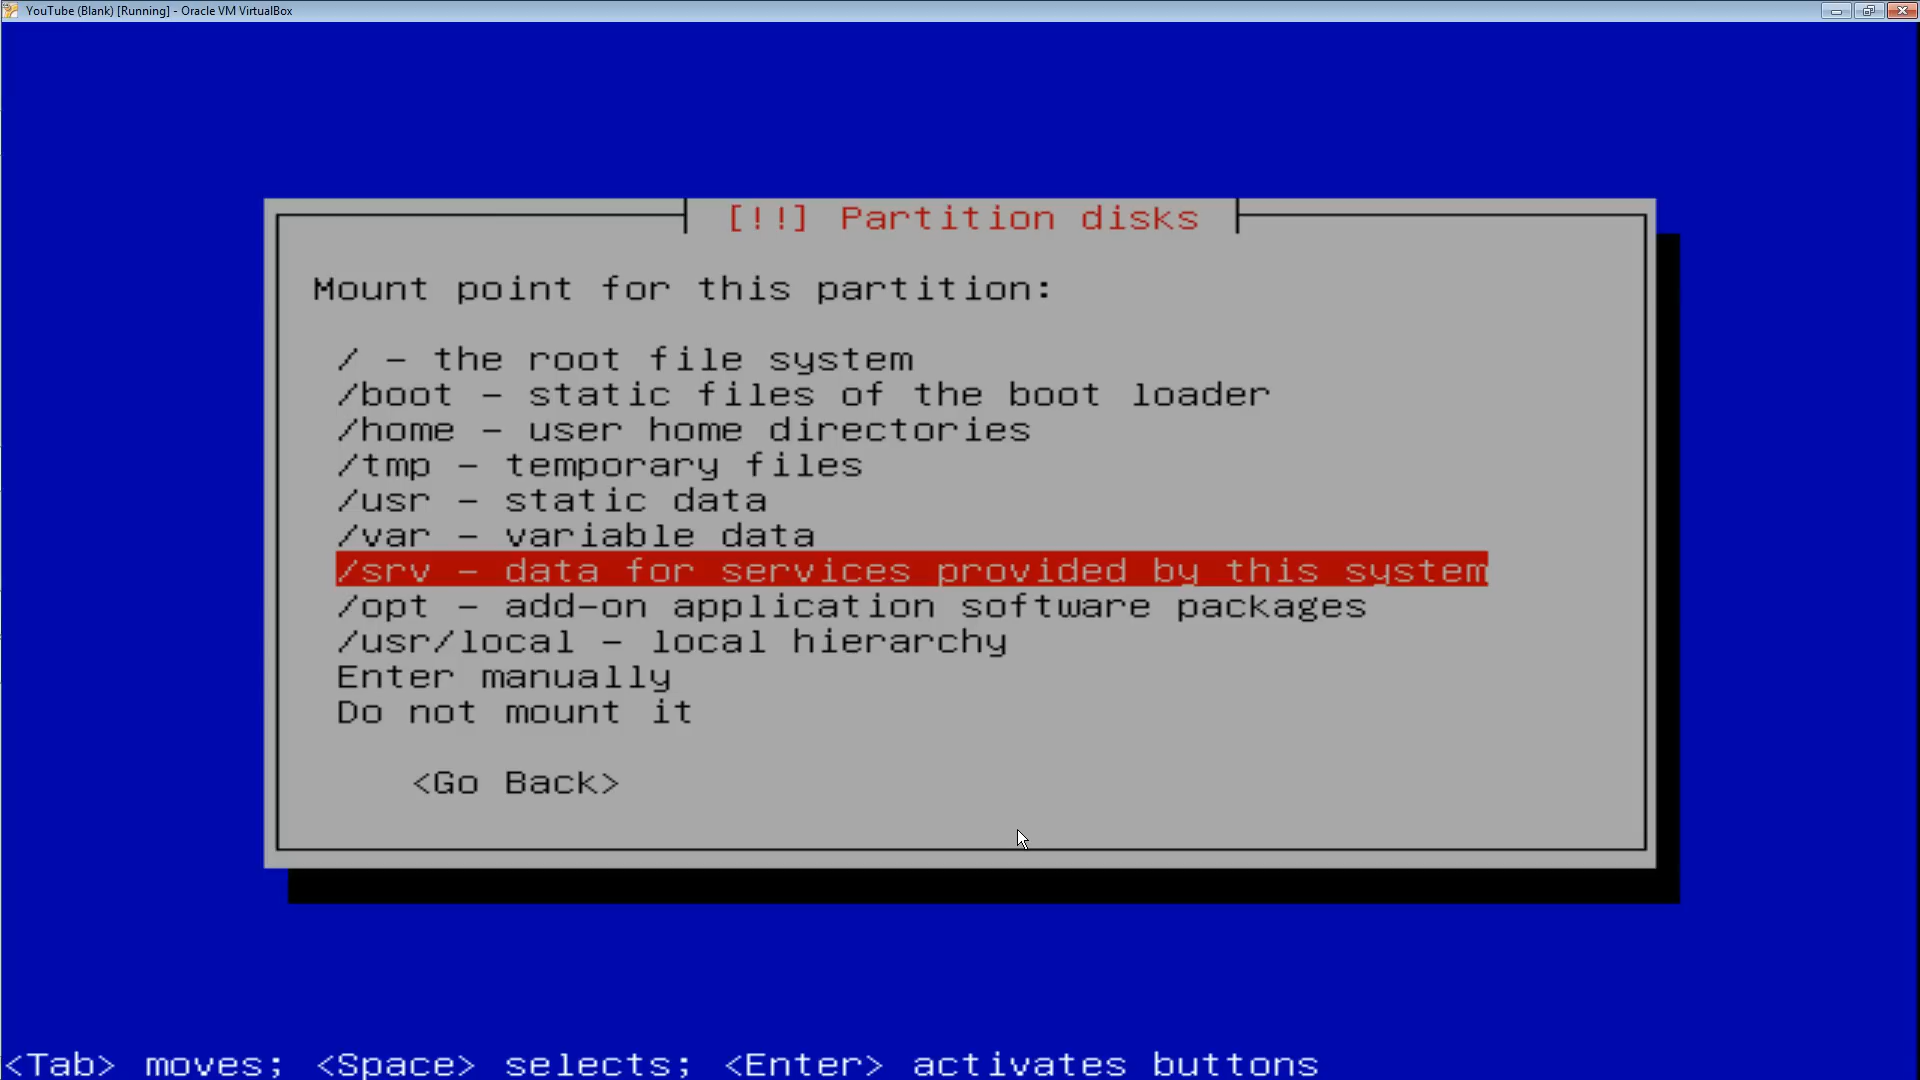 YouTube (Blank) [Running] - Oracle VM VirtualBox
[!!] Partition disks
Mount point for this partition:
/ - the root file system
/boot - static files of the boot loader
/home - user home directories
/tmp - temporary files
/usr - static data
/var - variable data
/srv - data for services provided by this system
/opt - add-on application software packages
/usr/local - local hierarchy
Enter manually
Do not mount it
<Go Back>
<Tab> moves; <Space> selects; <Enter> activates buttons